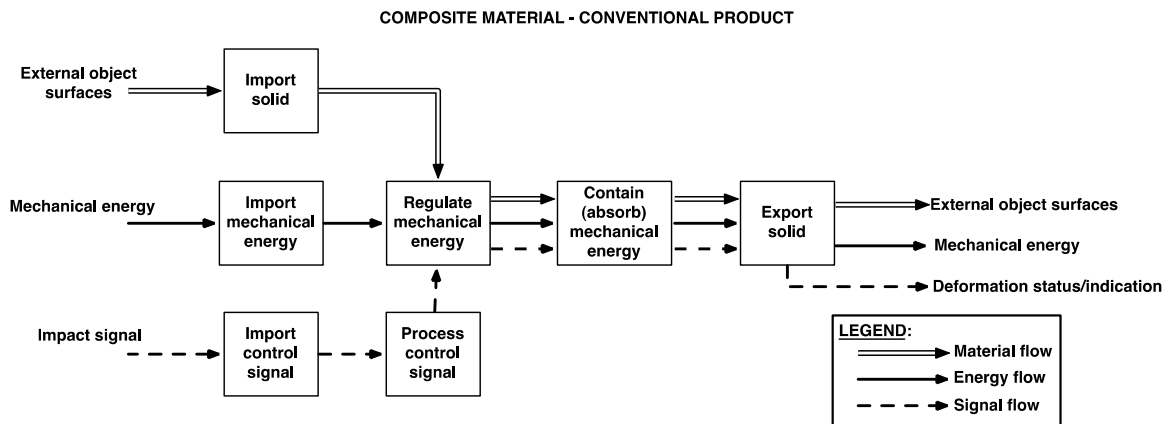 COMPOSITE MATERIAL - CONVENTIONAL PRODUCT
External object
surfaces
Import
solid
Mechanical energy
Import
mechanical
energy
Regulate
mechanical
energy
Contain
(absorb)
mechanical
energy
Export
solid
External object surfaces
Mechanical energy
Deformation status/indication
Impact signal
Import
control
signal
Process
control
signal
LEGEND:
Material flow
Energy flow
Signal flow